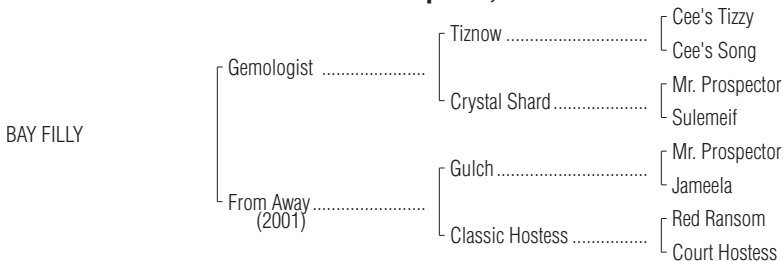 Cee's Tizzy
Tiznow
Cee's Song
Gemologist
Mr. Prospector
Crystal Shard
Sulemeif
BAY FILLY
Mr. Prospector
Gulch
Jameela
From Away
(2001)
Red Ransom
Classic Hostess
Court Hostess